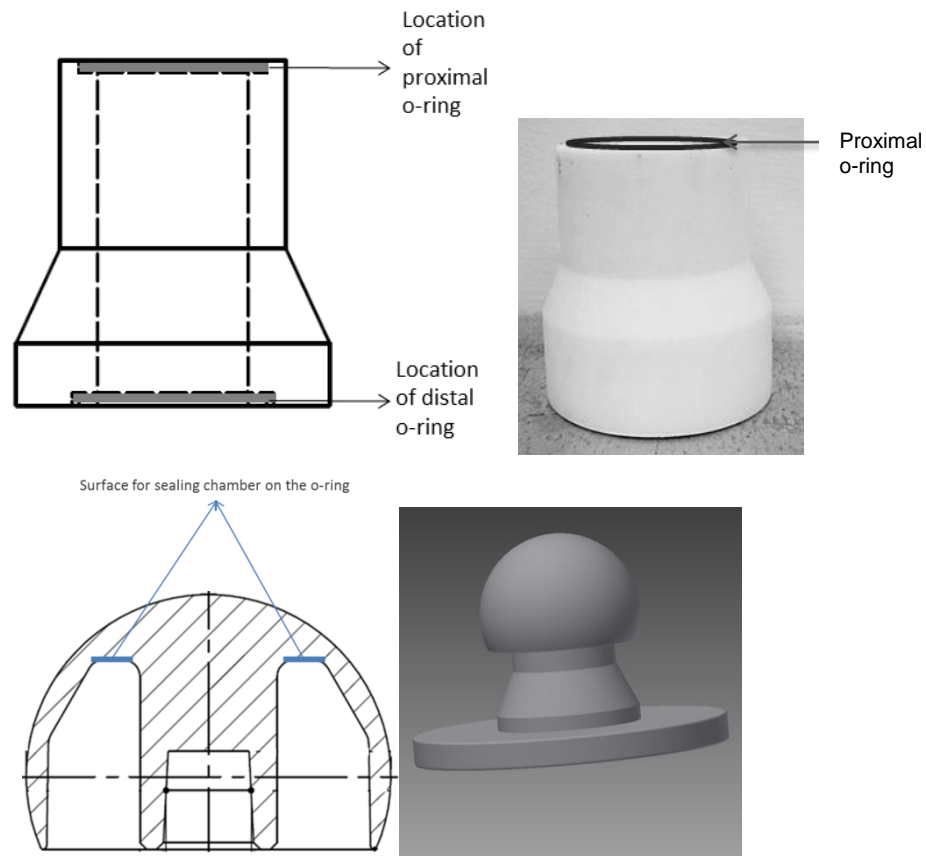 Location
of
proximal
o-ring
Proximal
o-ring
Location
of distal
o-ring
Surface for sealing chamber on the o-ring